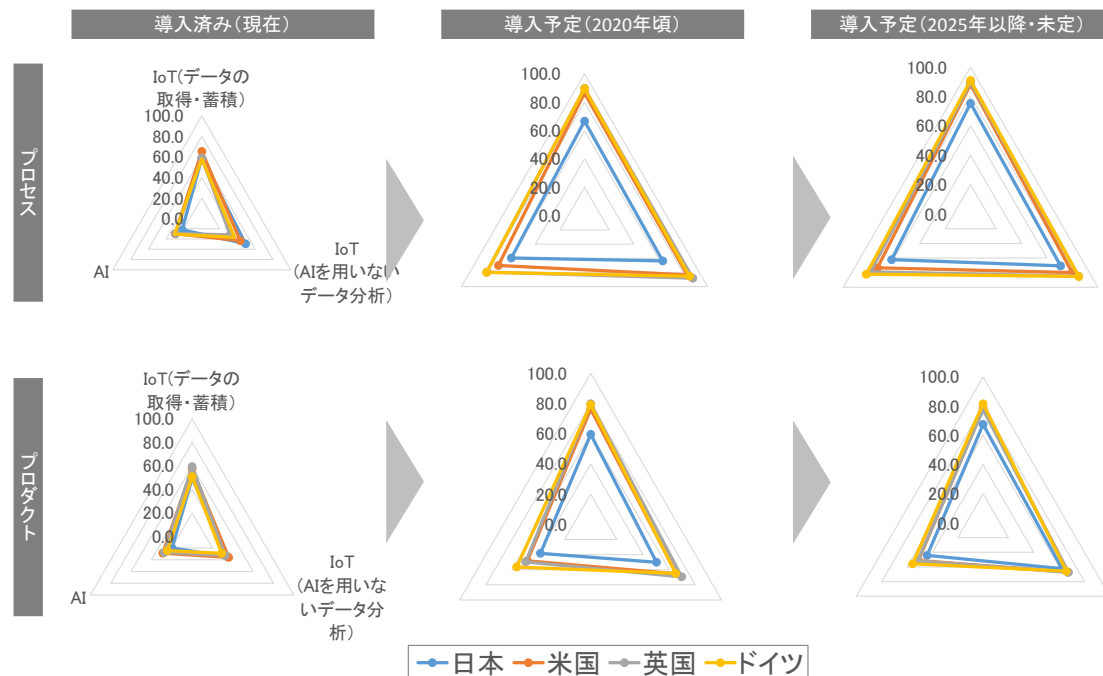 導入済み（現在）
導入予定（2020年頃）
導入予定（2025年以降・未定）
プロセス
IoT(データの
取得・蓄積)
100.0
80.0
60.0
40.0
20.0
0.0
AI
IoT
(AIを用いない
データ分析)
100.0
80.0
60.0
40.0
20.0
0.0
100.0
80.0
60.0
40.0
20.0
0.0
プロダクト
IoT(データの
取得・蓄積)
100.0
80.0
60.0
40.0
20.0
0.0
AI
IoT
(AIを用いな
いデータ分
析)
100.0
80.0
60.0
40.0
20.0
0.0
100.0
80.0
60.0
40.0
20.0
0.0
日本 米国 英国 ドイツ